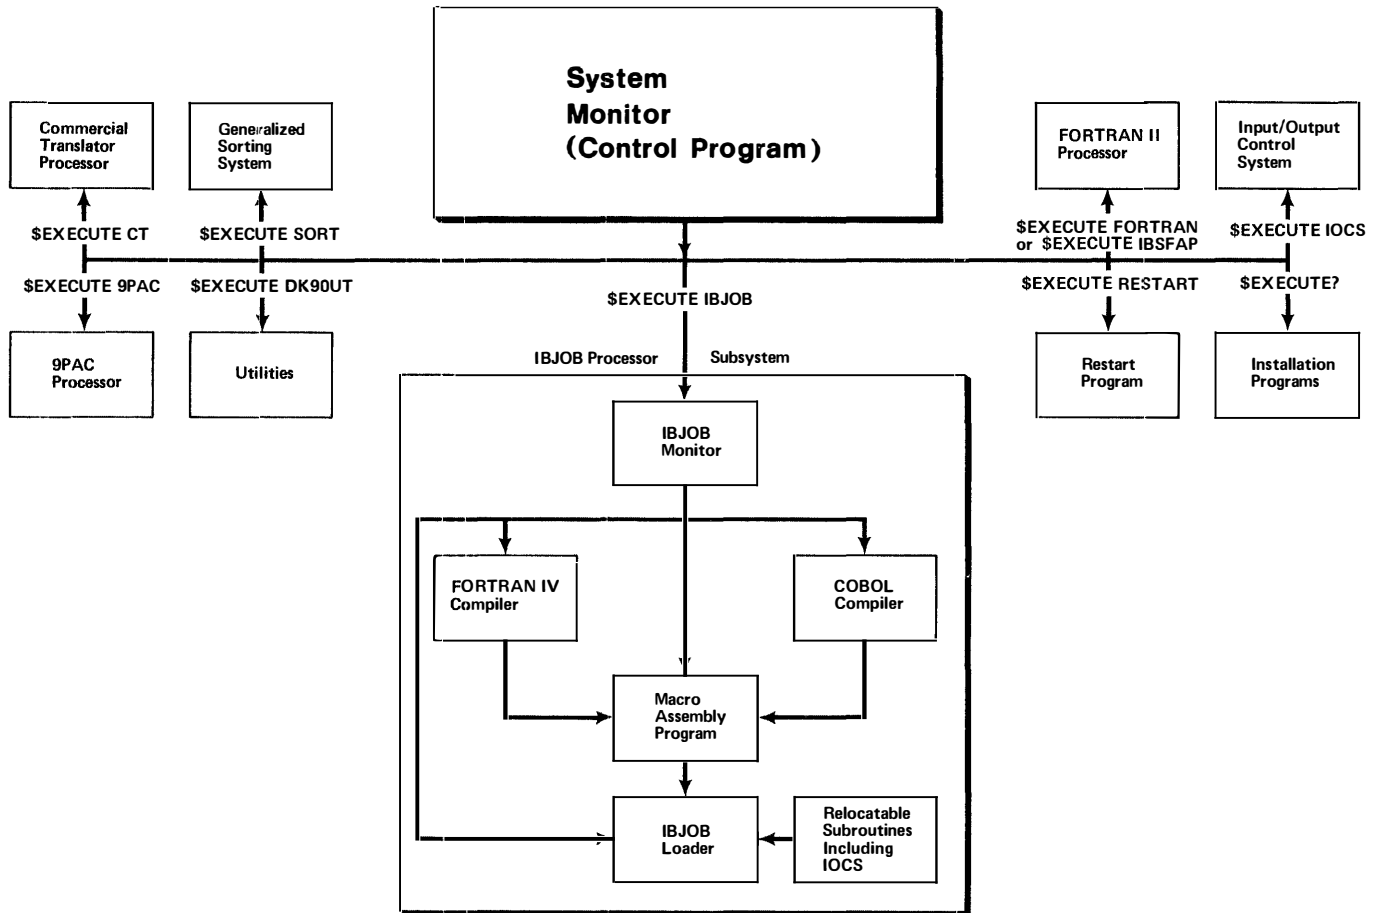 System
Monitor
(Control Program)
Commercial
Translator
Processor
Generalized
Sorting
System
FORTRAN II
Processor
Input/Output
Control
System
$EXECUTE CT
$EXECUTE SORT
$EXECUTE FORTRAN
or $EXECUTE IBSFAP
$EXECUTE IOCS
$EXECUTE 9PAC
$EXECUTE DK90UT
$EXECUTE IBJOB
$EXECUTE RESTART
$EXECUTE?
9PAC
Processor
Utilities
IBJOB Processor Subsystem
Restart
Program
Installation
Programs
IBJOB
Monitor
FORTRAN IV
Compiler
COBOL
Compiler
Macro
Assembly
Program
IBJOB
Loader
Relocatable
Subroutines
Including
IOCS